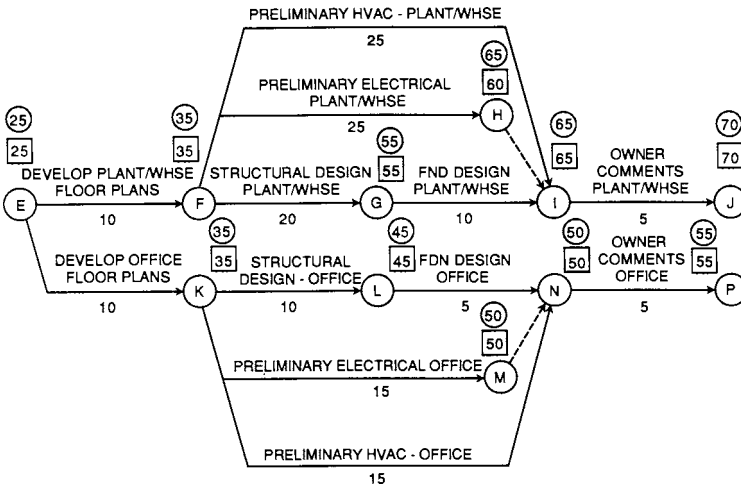 PRELIMINARY HVAC - PLANT/WHSE
25
65
PRELIMINARY ELECTRICAL
PLANT/WHSE
60
H
25
25
35
65
70
25
35
55
65
70
DEVELOP PLANT/WHSE
FLOOR PLANS
STRUCTURAL DESIGN
PLANT/WHSE
55
FND DESIGN
PLANT/WHSE
OWNER
COMMENTS
PLANT/WHSE
E
F
G
I
J
10
20
10
5
35
45
50
55
DEVELOP OFFICE
FLOOR PLANS
35
STRUCTURAL
DESIGN - OFFICE
45
FDN DESIGN
OFFICE
50
OWNER
COMMENTS
OFFICE
55
K
L
N
P
10
10
5
5
50
50
PRELIMINARY ELECTRICAL OFFICE
M
15
PRELIMINARY HVAC - OFFICE
15